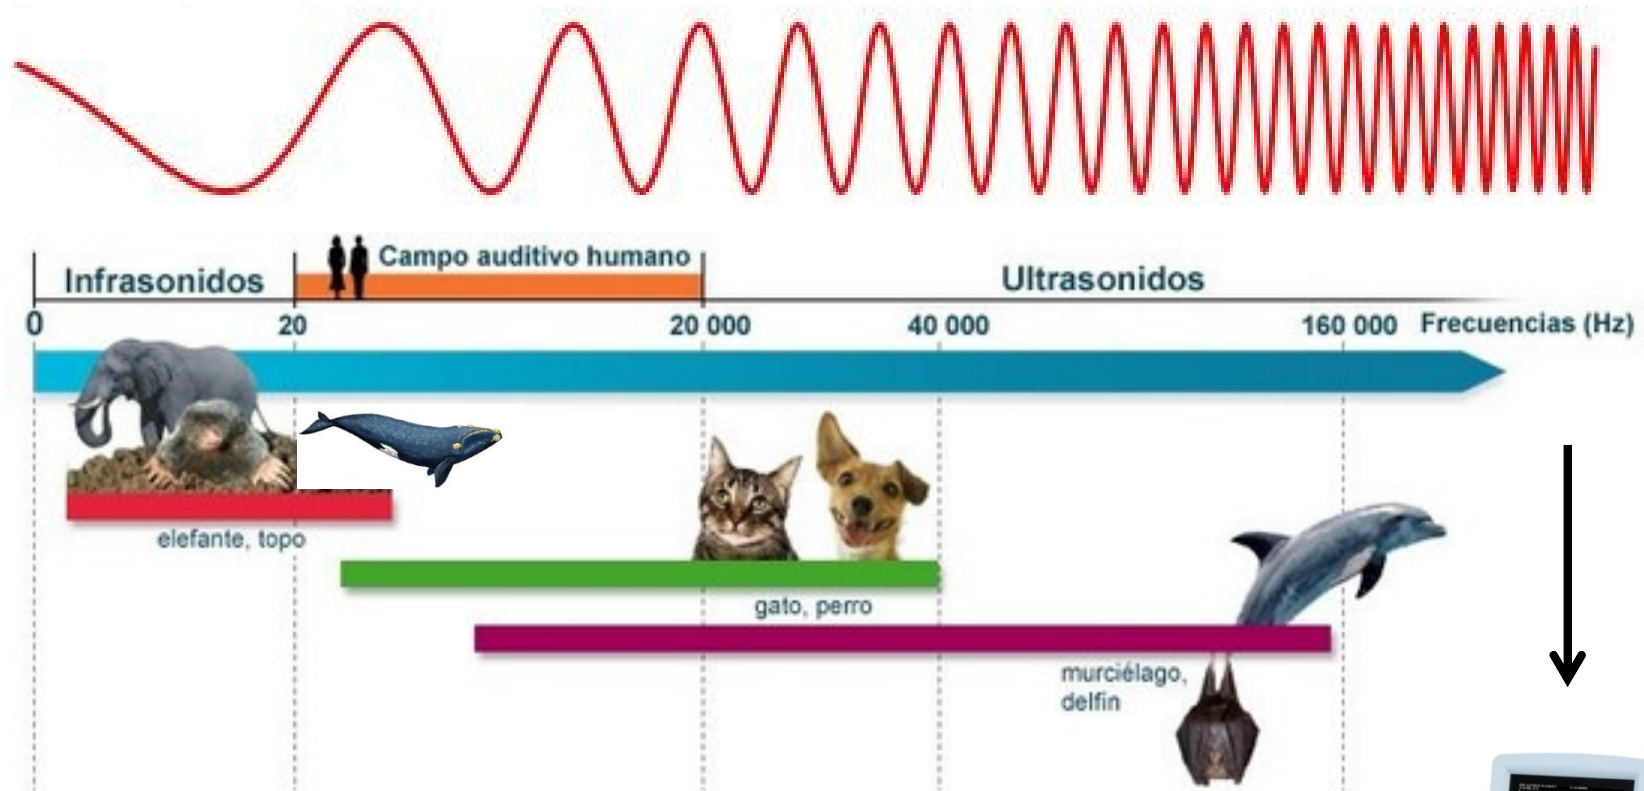 Campo auditivo humano
Infrasonidos
Ultrasonidos
0 20 20 000 40 000 160 000 Frecuencias (Hz)
elefante, topo
gato, perro
murciélago,
delfin